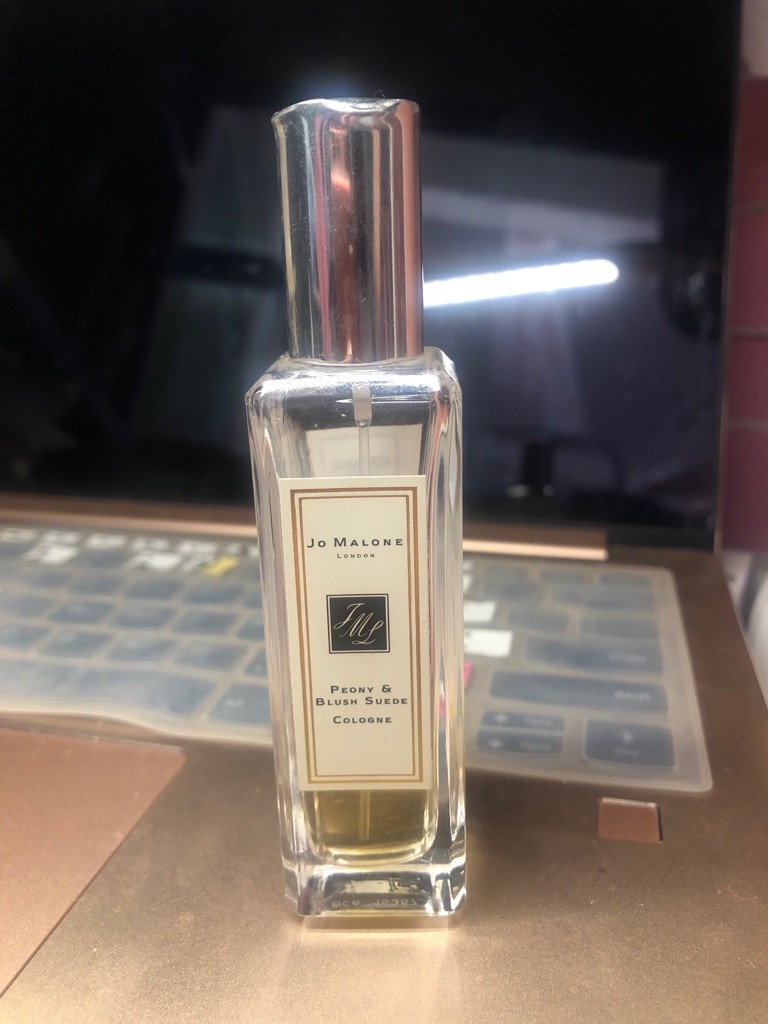 Jo Malone
London
JML
Peony &
Blush Suede
Cologne